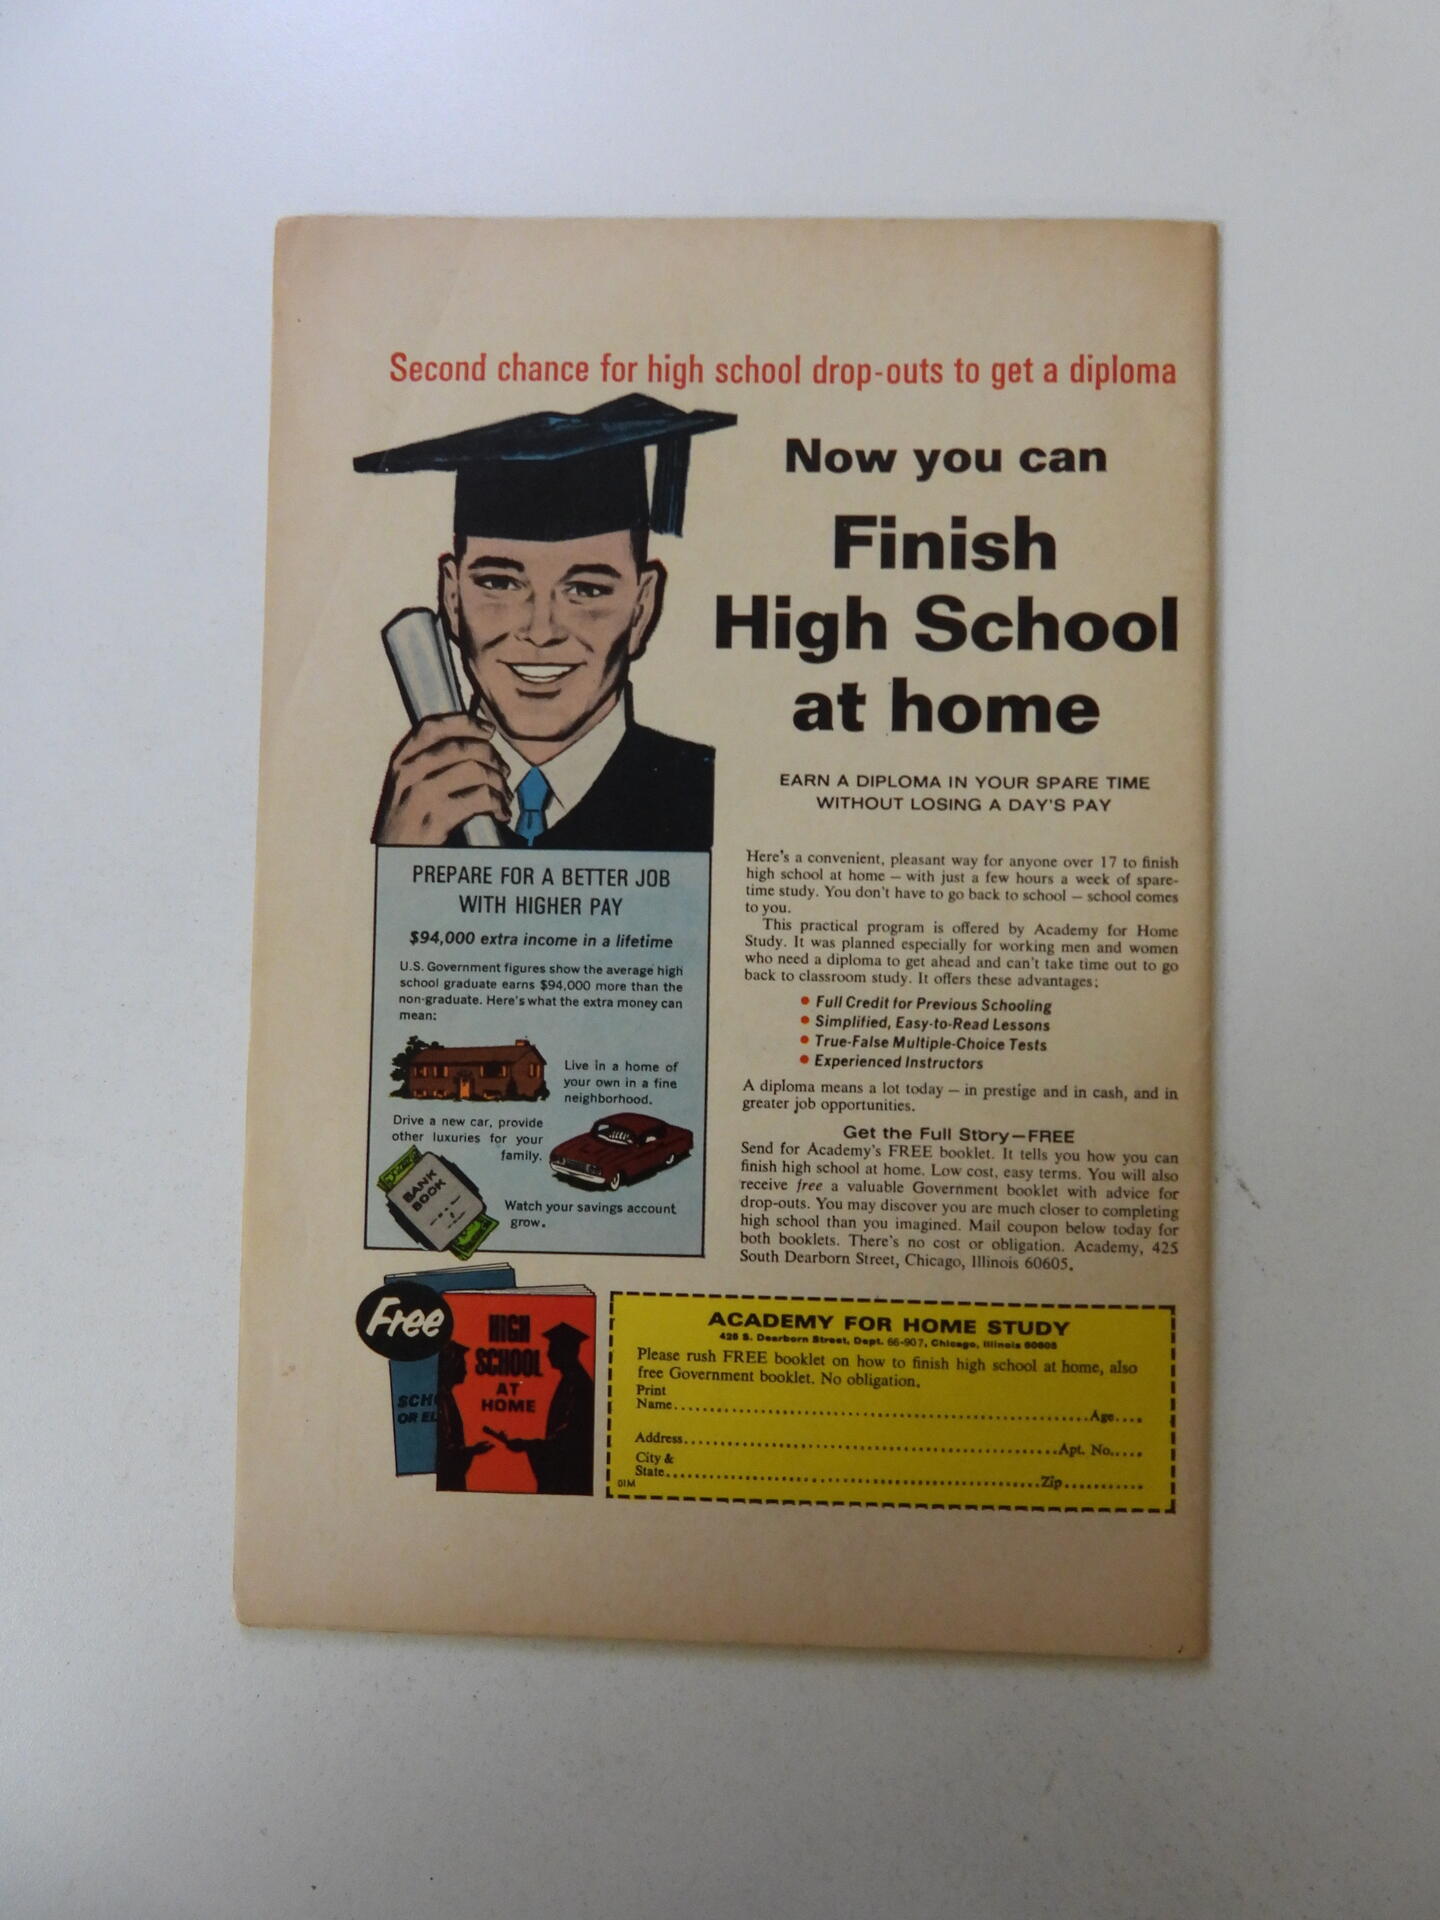 Second chance for high school drop-outs to get a diploma
Now you can
Finish
High School
at home
EARN A DIPLOMA IN YOUR SPARE TIME
WITHOUT LOSING A DAY'S PAY
PREPARE FOR A BETTER JOB
WITH HIGHER PAY
$94,000 extra income in a lifetime
U.S. Government figures show the average high
school graduate earns $94,000 more than the
non-graduate. Here's what the extra money can
mean:
Live in a home of
your own in a fine
neighborhood.
Drive a new car, provide
other luxuries for your
family.
BANK
BOOK
Watch your savings account
grow.
Here's a convenient, pleasant way for anyone over 17 to finish
high school at home — with just a few hours a week of spare-
time study. You don't have to go back to school — school comes
to you.
This practical program is offered by Academy for Home
Study. It was planned especially for working men and women
who need a diploma to get ahead and can't take time out to go
back to classroom study. It offers these advantages:
• Full Credit for Previous Schooling
• Simplified, Easy-to-Read Lessons
• True-False Multiple-Choice Tests
• Experienced Instructors
A diploma means a lot today — in prestige and in cash, and in
greater job opportunities.
Get the Full Story—FREE
Send for Academy's FREE booklet. It tells you how you can
finish high school at home. Low cost, easy terms. You will also
receive free a valuable Government booklet with advice for
drop-outs. You may discover you are much closer to completing
high school than you imagined. Mail coupon below today for
both booklets. There's no cost or obligation. Academy, 425
South Dearborn Street, Chicago, Illinois 60605.
Free
HIGH
SCHOOL
AT
HOME
SCH
OR EL
ACADEMY FOR HOME STUDY
425 S. Dearborn Street, Dept. 66-907, Chicago, Illinois 60605
Please rush FREE booklet on how to finish high school at home, also
free Government booklet. No obligation.
Print
Name.....Age....
Address.....Apt. No.....
City &
State.....Zip...........
01M